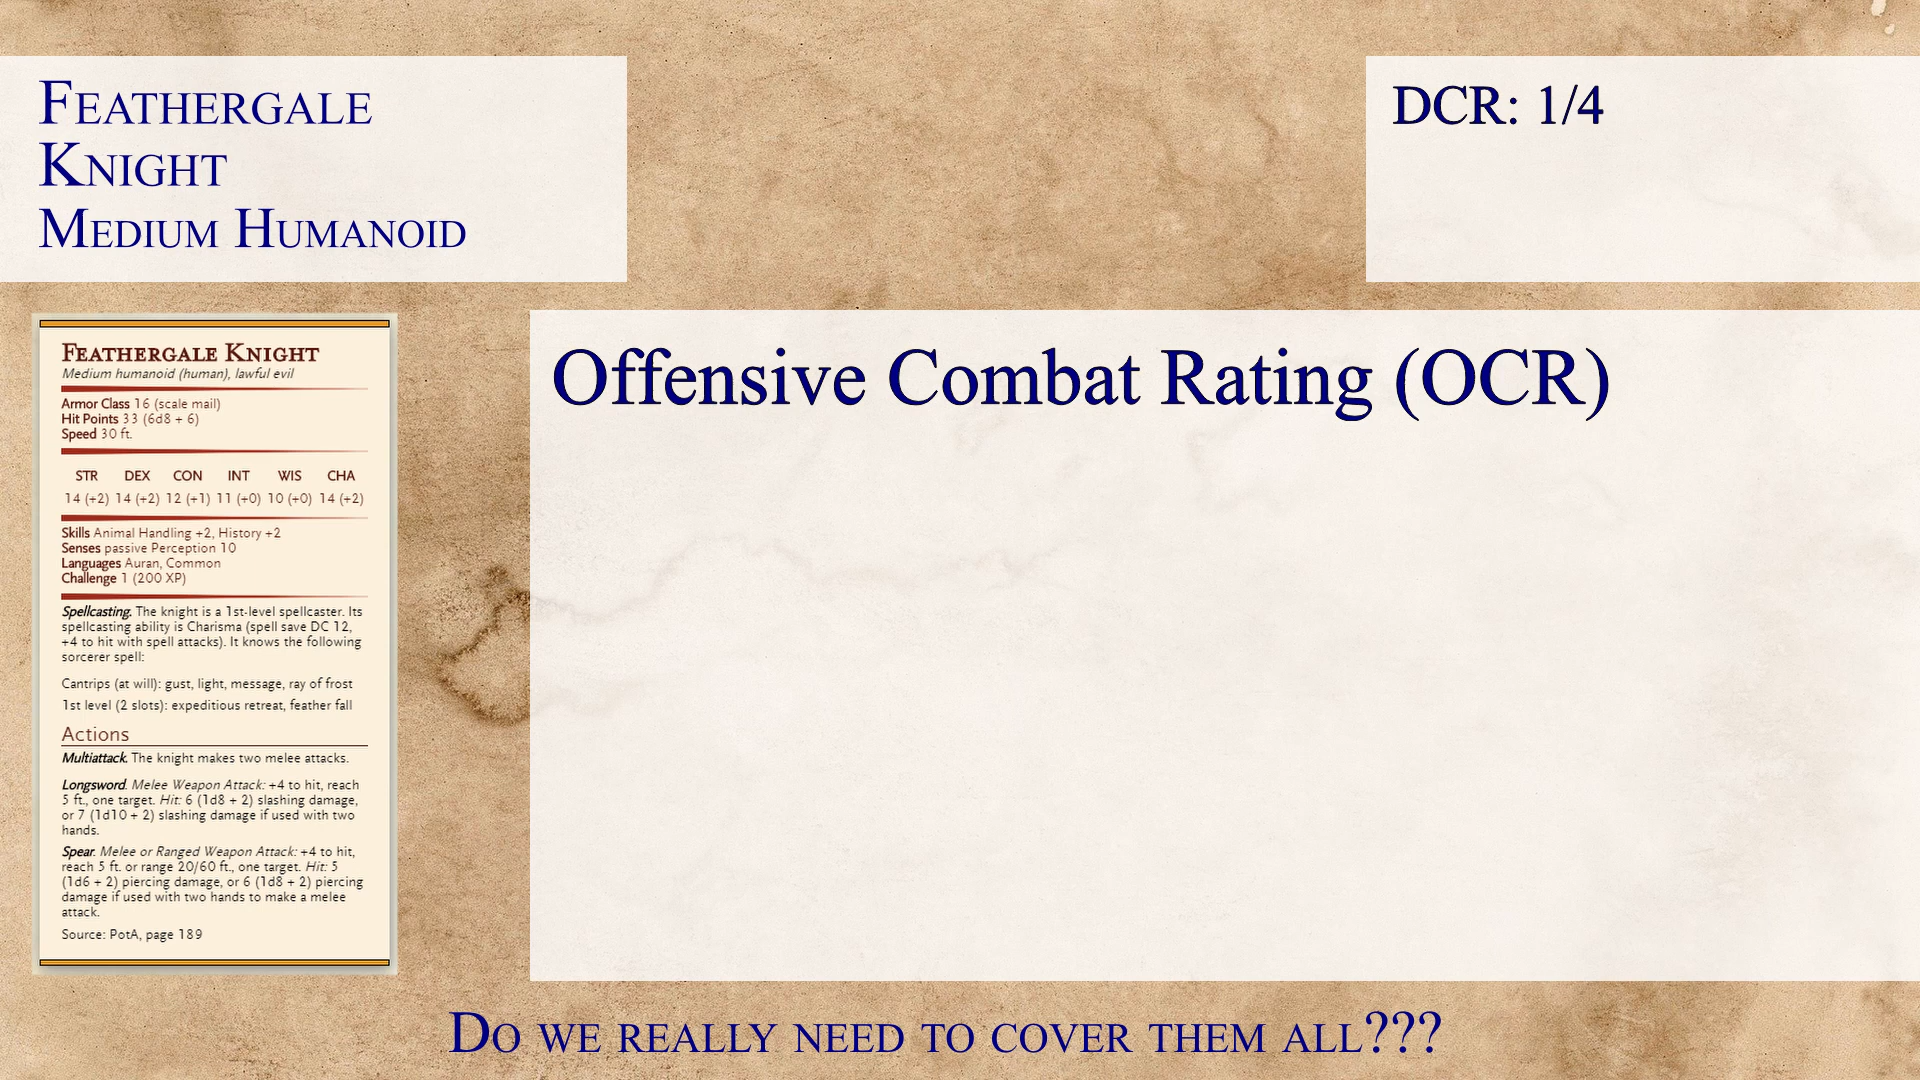 Feathergale
Knight
Medium Humanoid
DCR: 1/4
Feathergale Knight
Medium humanoid (human), lawful evil
Armor Class 16 (scale mail)
Hit Points 33 (6d8 + 6)
Speed 30 ft.
STR DEX CON INT WIS CHA
14 (+2) 14 (+2) 12 (+1) 11 (+0) 10 (+0) 14 (+2)
Skills Animal Handling +2, History +2
Senses passive Perception 10
Languages Auran, Common
Challenge 1 (200 XP)
Spellcasting. The knight is a 1st-level spellcaster. Its
spellcasting ability is Charisma (spell save DC 12,
+4 to hit with spell attacks). It knows the following
sorcerer spell:
Cantrips (at will): gust, light, message, ray of frost
1st level (2 slots): expeditious retreat, feather fall
Actions
Multiattack. The knight makes two melee attacks.
Longsword. Melee Weapon Attack: +4 to hit, reach
5 ft., one target. Hit: 6 (1d8 + 2) slashing damage,
or 7 (1d10 + 2) slashing damage if used with two
hands.
Spear. Melee or Ranged Weapon Attack: +4 to hit,
reach 5 ft. or range 20/60 ft., one target. Hit: 5
(1d6 + 2) piercing damage, or 6 (1d8 + 2) piercing
damage if used with two hands to make a melee
attack.
Source: PotA, page 189
Offensive Combat Rating (OCR)
Do we really need to cover them all???